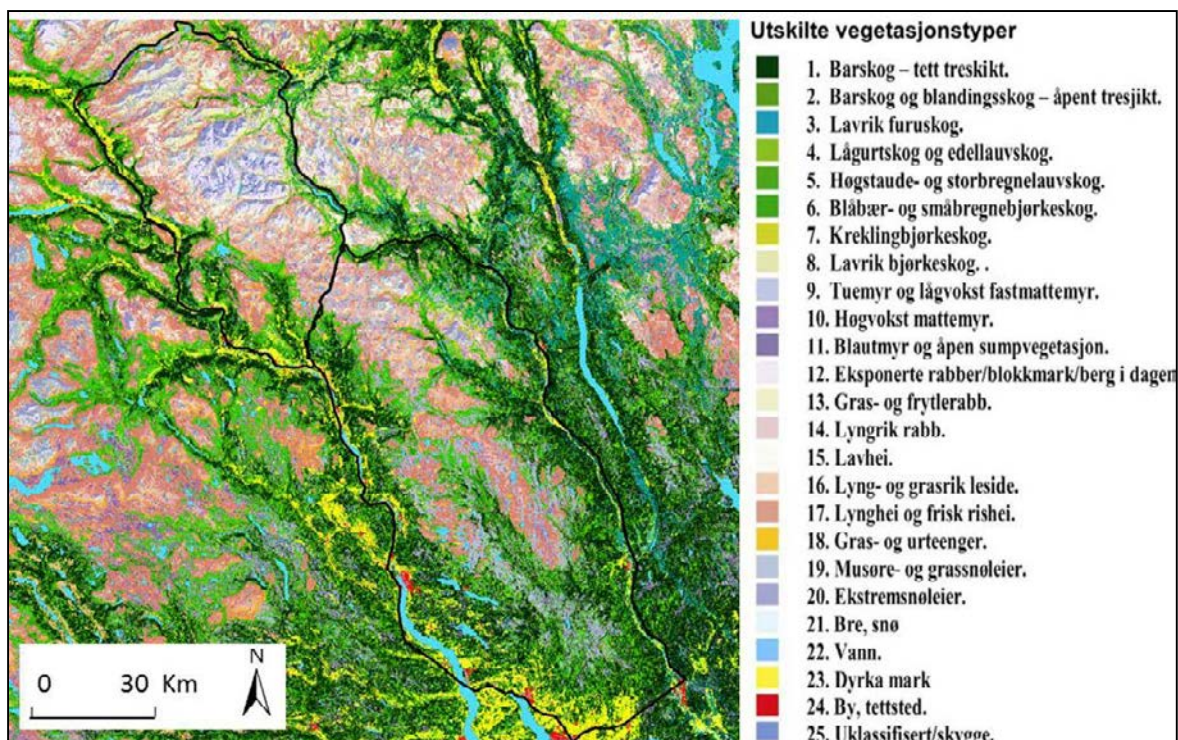 Utskilte vegetasjonstyper
1. Barskog – tett treskikt.
2. Barskog og blandingsskog – åpent tresjikt.
3. Lavrik furuskog.
4. Lågurtskog og edellauvskog.
5. Høgstaude- og storbregnelauvskog.
6. Blåbær- og småbregnebjørkeskog.
7. Kreklingbjørkeskog.
8. Lavrik bjørkeskog. .
9. Tuemyr og lågvokst fastmattemyr.
10. Høgvokst mattemyr.
11. Blautmyr og åpen sumpvegetasjon.
12. Eksponerte rabber/blokkmark/berg i dagen
13. Gras- og frytlerabb.
14. Lyngrik rabb.
15. Lavhei.
16. Lyng- og grasrik leside.
17. Lynghei og frisk rishei.
18. Gras- og urteenger.
19. Musøre- og grassnøleier.
20. Ekstremsnøleier.
21. Bre, snø
22. Vann.
23. Dyrka mark
24. By, tettsted.
25. Uklassifisert/skygge.
N
0 30 Km